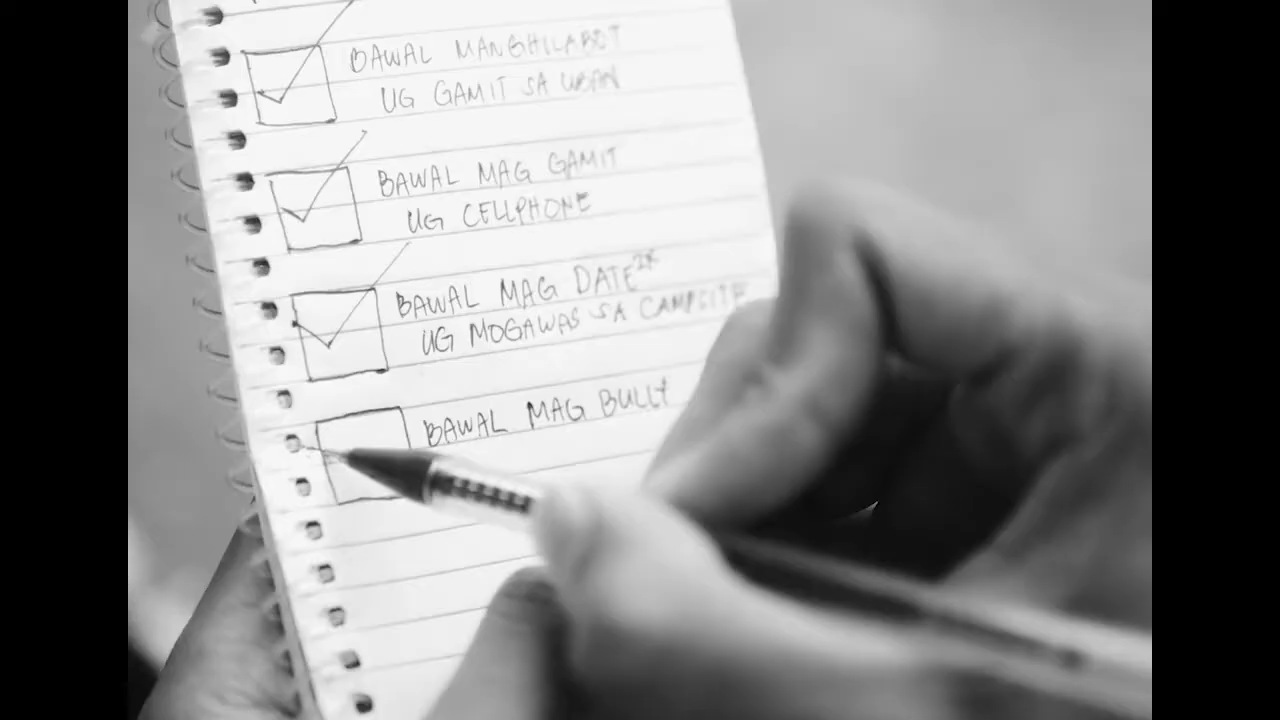 BAWAL MANGHILABOT
UG GAMIT SA UBAN
BAWAL MAG GAMIT
UG CELLPHONE
BAWAL MAG DATE2X
UG MOGAWAS SA CAMPSITE
BAWAL MAG BULLY